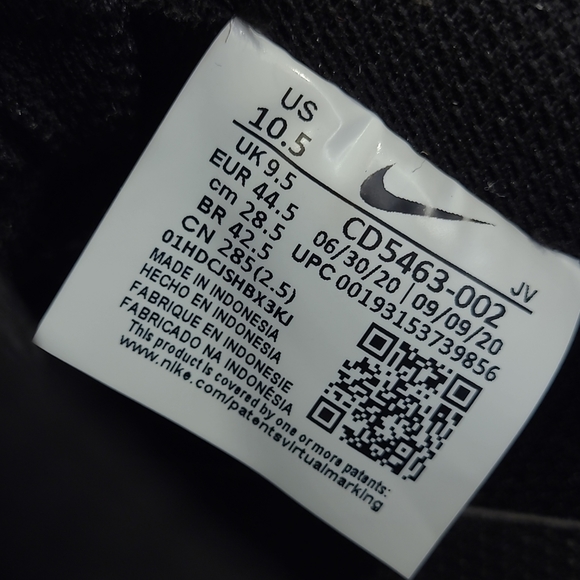 US
10.5
UK 9.5
EUR 44.5
cm 28.5
BR 42.5
CN 285(2.5)
01HDCJSHBX3KJ
MADE IN INDONESIA
HECHO EN INDONESIA
FABRIQUE EN INDONESIE
FABRICADO NA INDONÉSIA
This product is covered by one or more patents:
www.nike.com/patentsvirtualmarking
JV
CD5463-002
06/30/20 | 09/09/20
UPC 00193153739856